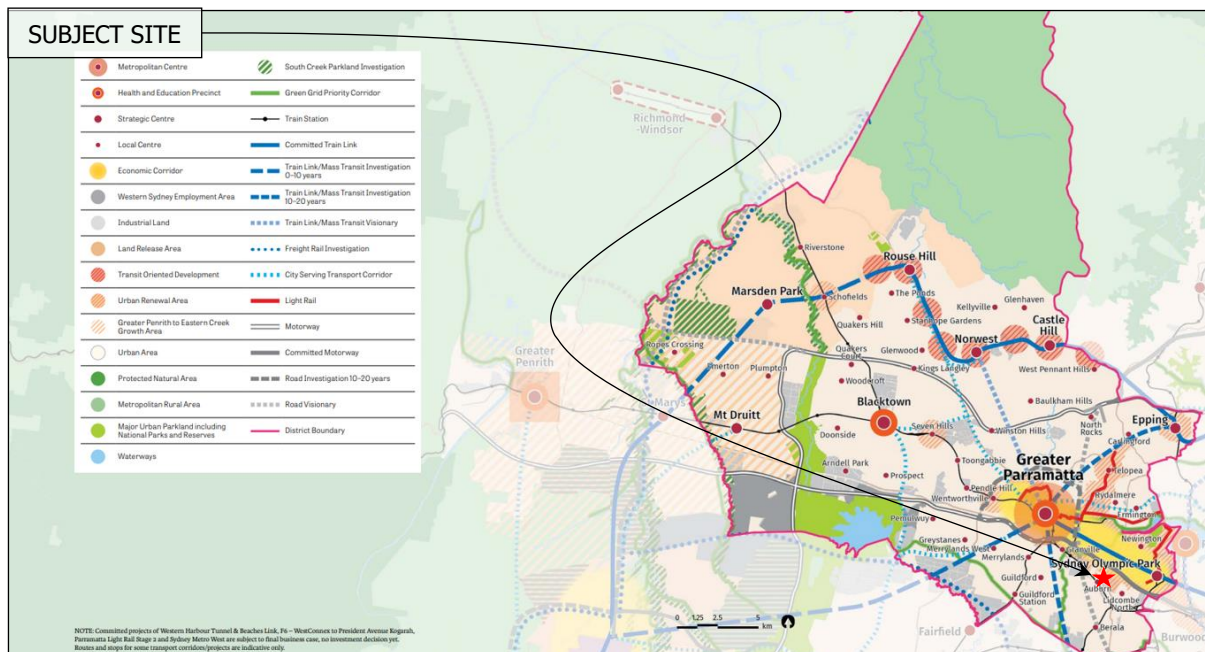 SUBJECT SITE
Metropolitan Centre
Health and Education Precinct
Strategic Centre
Local Centre
Economic Corridor
Western Sydney Employment Area
Industrial Land
Land Release Area
Transit Oriented Development
Urban Renewal Area
Greater Penrith to Eastern Creek
Growth Area
Urban Area
Protected Natural Area
Metropolitan Rural Area
Major Urban Parkland including
National Parks and Reserves
Waterways
South Creek Parkland Investigation
Green Grid Priority Corridor
Train Station
Committed Train Link
Train Link/Mass Transit Investigation
0–10 years
Train Link/Mass Transit Investigation
10–20 years
Train Link/Mass Transit Visionary
Freight Rail Investigation
City Serving Transport Corridor
Light Rail
Motorway
Committed Motorway
Road Investigation 10–20 years
Road Visionary
District Boundary
Richmond
-Windsor
Riverstone
Rouse Hill
Marsden Park
Schofields
The Ponds
Kellyville
Glenhaven
Stanhope Gardens
Castle
Hill
Quakers Hill
Norwest
Ropes Crossing
Quakers
Court
Glenwood
Kings Langley
West Pennant Hills
Greater
Penrith
Emerton
Plumpton
Woodcroft
St Marys
Blacktown
Baulkham Hills
Mt Druitt
Doonside
Seven Hills
Winston Hills
North
Rocks
Epping
Carlingford
Toongabbie
Greater
Parramatta
Telopea
Arndell Park
Prospect
Pendle Hill
Wentworthville
Rydalmere
Ermington
Pemulwuy
Greystanes
Merrylands West
Merrylands
Granville
Newington
Sydney Olympic Park
Guildford
Auburn
Guildford
Station
Lidcombe
North
Berala
Fairfield
Burwood
0 1.25 2.5 5
km
NOTE: Committed projects of Western Harbour Tunnel & Beaches Link, F6 – WestConnex to President Avenue Kogarah,
Parramatta Light Rail Stage 2 and Sydney Metro West are subject to final business case, no investment decision yet.
Routes and stops for some transport corridors/projects are indicative only.